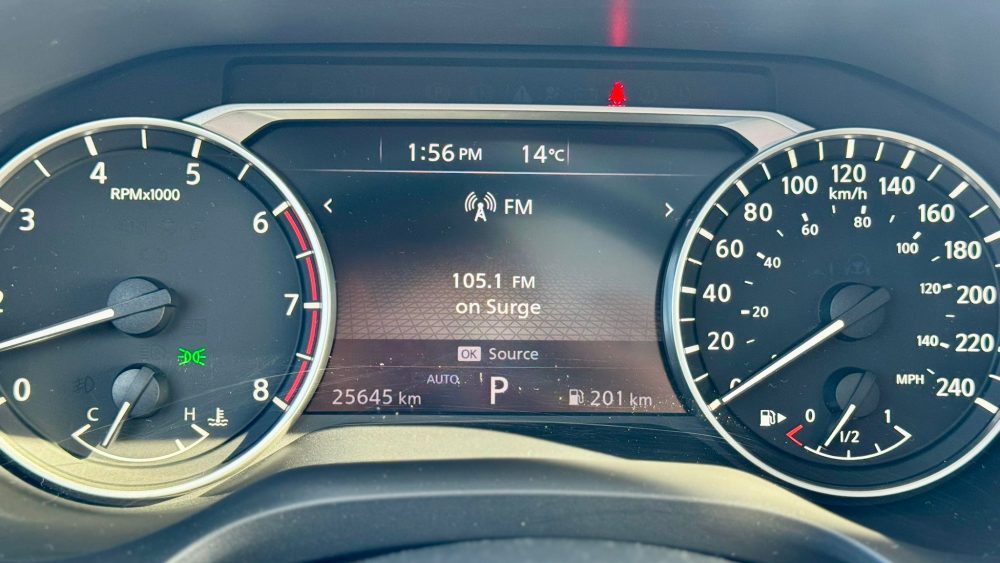 1:56 PM 14°C
FM
105.1 FM
on Surge
OK Source
AUTO P
25645 km 201 km
RPMx1000
0 2 3 4 5 6 7 8
C H
km/h
0 20 40 60 80 100 120 140 160 180 200 220 240
20 40 60 80 100 120 140
MPH
0 1/2 1